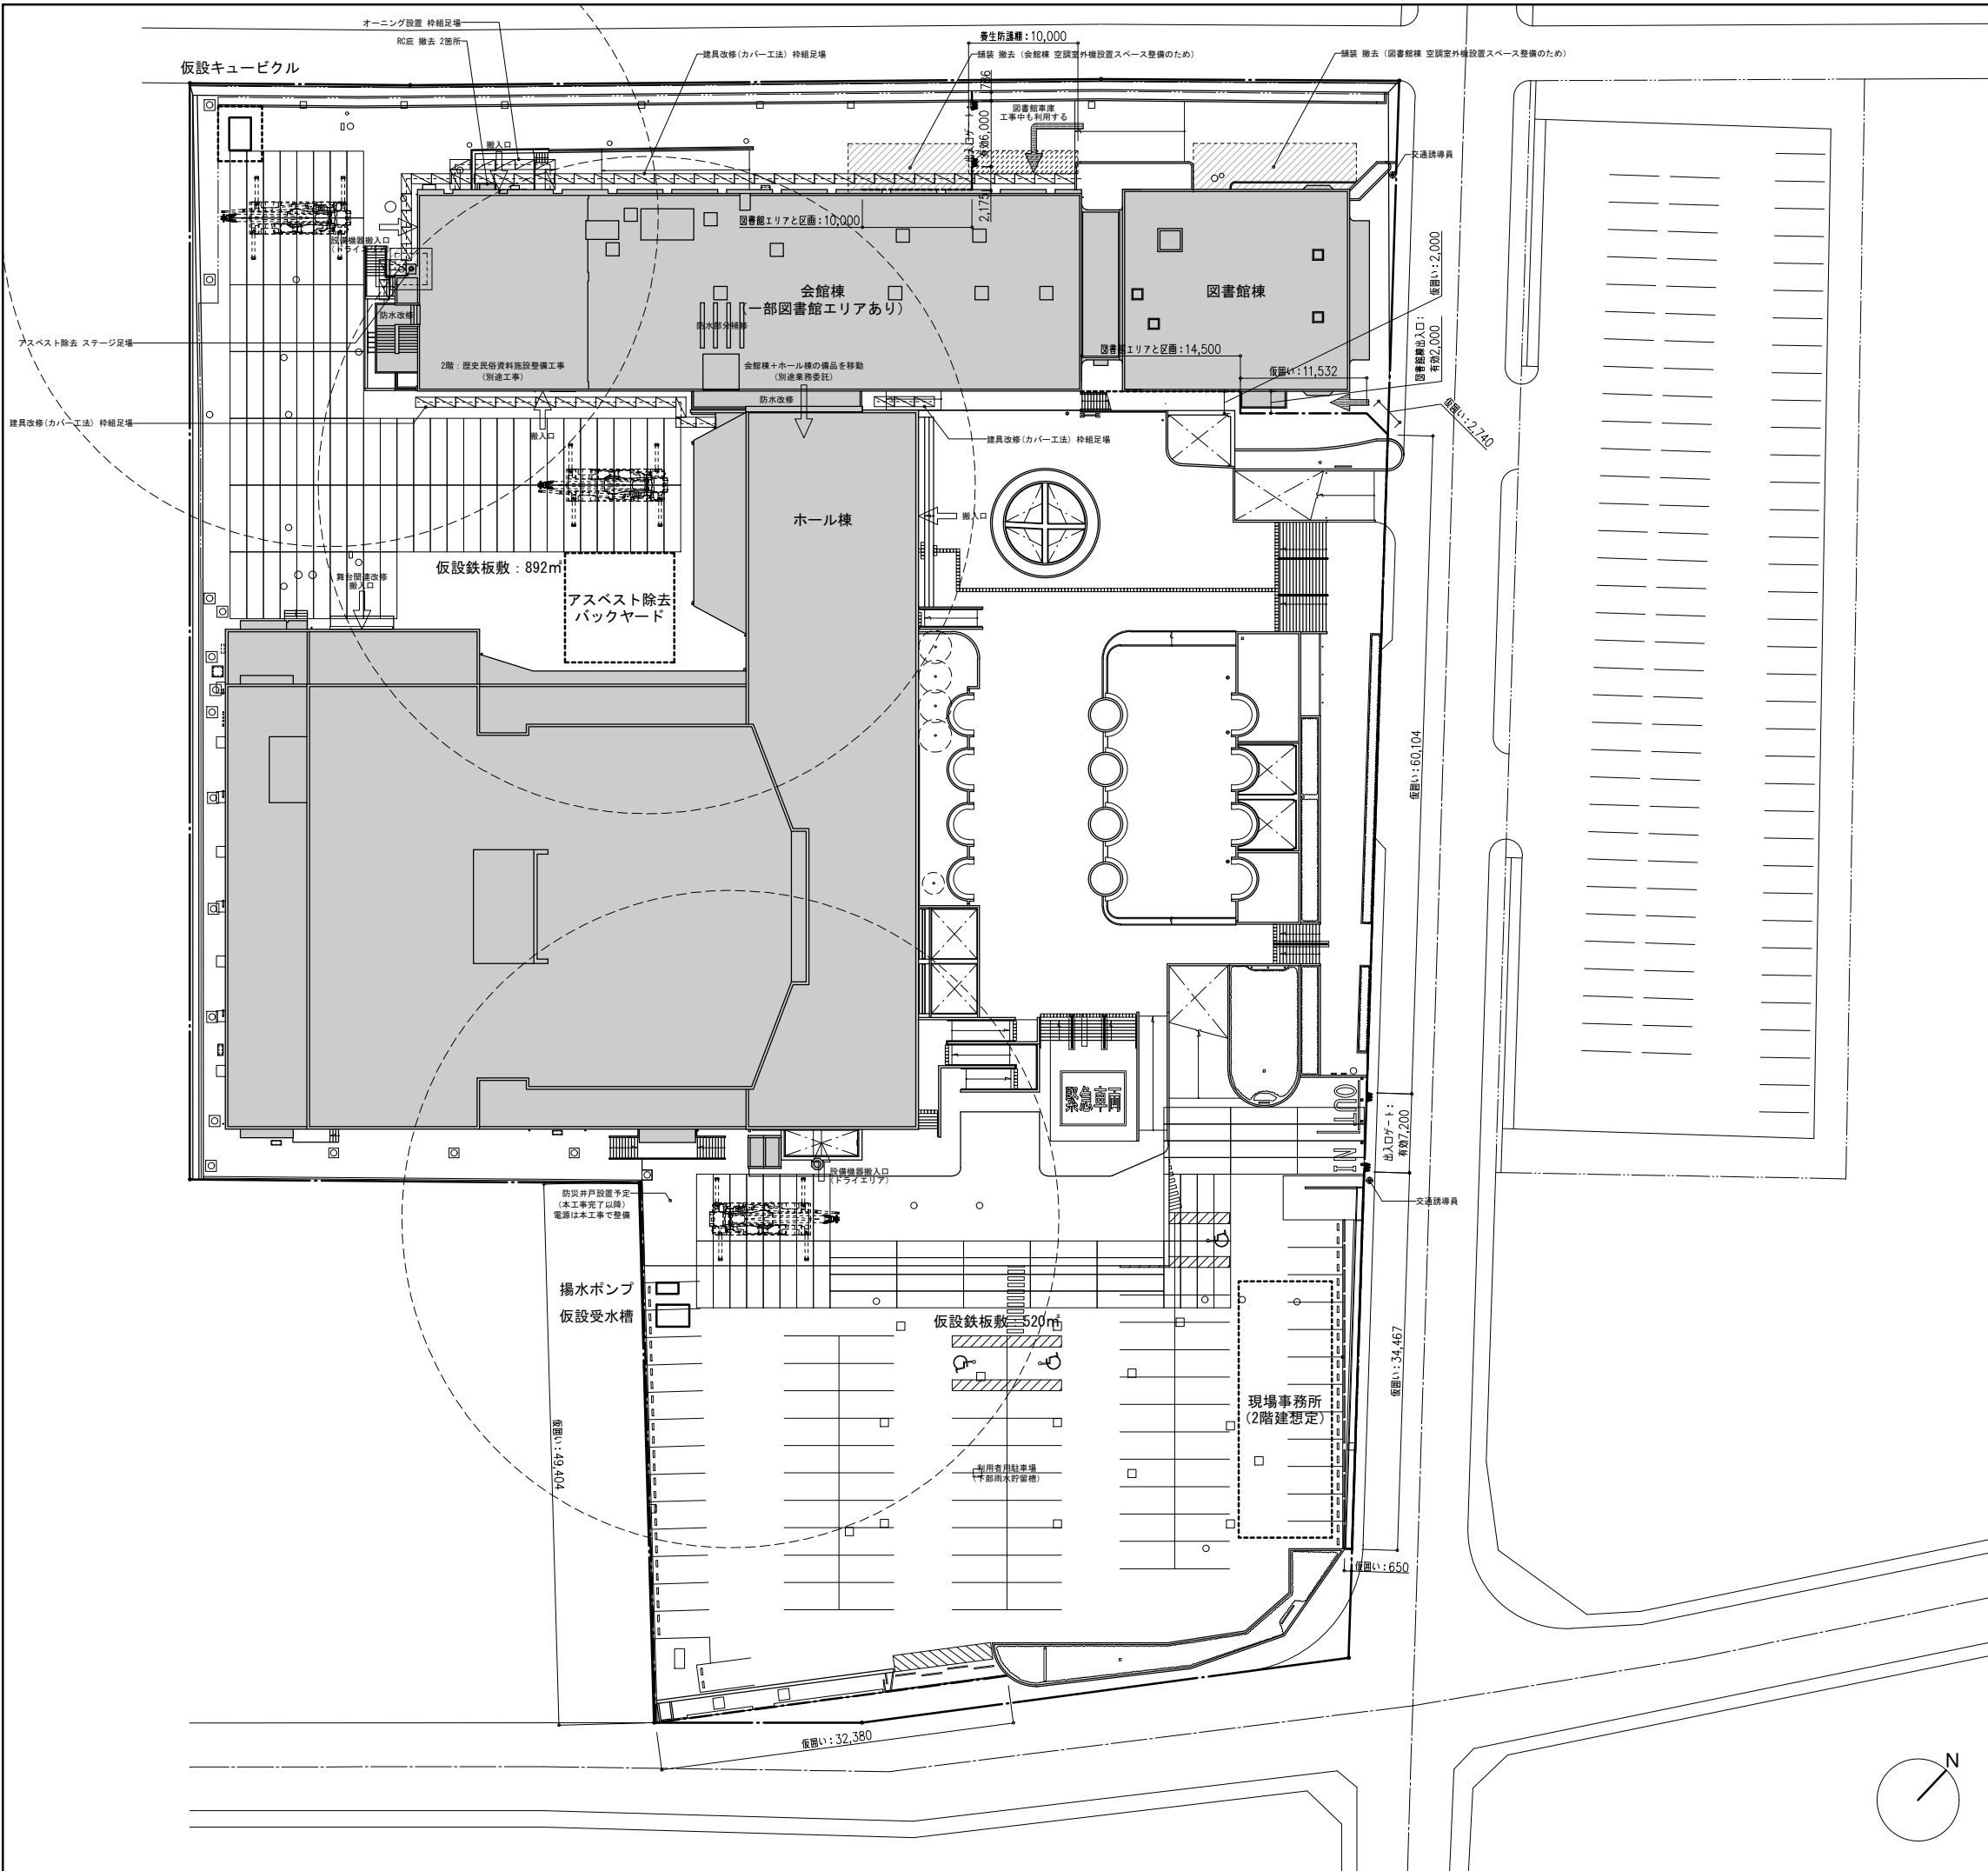 オーニング設置 枠組足場
RC庇 撤去 2箇所
仮設キュービクル
建具改修(カバー工法) 枠組足場
養生防護棚:10,000
舗装 撤去 (会館棟 空調室外機設置スペース整備のため)
舗装 撤去 (図書館棟 空調室外機設置スペース整備のため)
786
有効6,000
図書館車庫
工事中も利用する
搬入口
交通誘導員
2,175
図書館エリアと区画:10,000
設備機器搬入口
(ドライエリア)
会館棟
(一部図書館エリアあり)
図書館棟
仮囲い:2,000
防水改修
防水部分補修
アスベスト除去 ステージ足場
図書館エリアと区画:14,500
図書館棟出入口:
有効2,000
2階:歴史民俗資料施設整備工事
(別途工事)
会館棟+ホール棟の備品を移動
(別途業務委託)
仮囲い:11,532
防水改修
建具改修(カバー工法) 枠組足場
搬入口
建具改修(カバー工法) 枠組足場
仮囲い:2,740
ホール棟
搬入口
仮設鉄板敷:892㎡
舞台関連改修
搬入口
アスベスト除去
バックヤード
仮囲い:60,104
緊急車両
OUT
IN
出入口ゲート:
有効7,200
設備機器搬入口
(ドライエリア)
防災井戸設置予定
(本工事完了以降)
電源は本工事で整備
交通誘導員
揚水ポンプ
仮設受水槽
仮設鉄板敷:520㎡
仮囲い:34,467
現場事務所
(2階建想定)
仮囲い:49,404
利用者用駐車場
(下部雨水貯留槽)
仮囲い:650
仮囲い:32,380
N